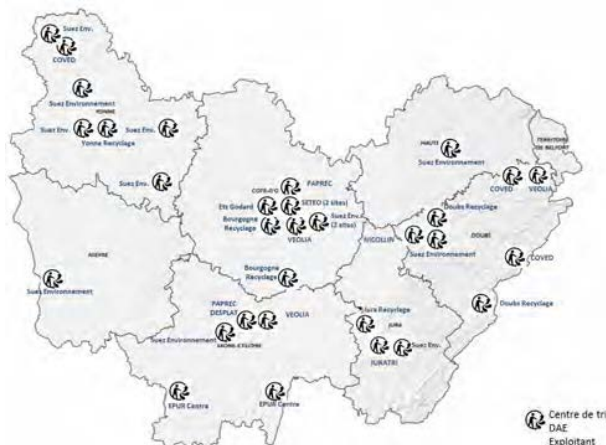 Suez Env.
COVED
Suez Environnement
YONNE
Suez Env.
Suez Env.
Yonne Recyclage
Suez Env.
HAUTE
Suez Environnement
TERRITOIRE
DE BELFORT
COVED
VEOLIA
COTE-D'O
PAPREC
Ets Godard
SETEO (2 sites)
Bourgogne
Recyclage
Suez Env.
(2 sites)
VEOLIA
Doubs Recyclage
NICOLLIN
DOUBS
Suez Environnement
COVED
NIEVRE
Suez Environnement
Bourgogne
Recyclage
Doubs Recyclage
PAPREC
DESPLAT
VEOLIA
Suez Environnement
SAONE-ET-LOIRE
Recyclage
JURA
Suez Env.
JURATRI
EPUR Centre
EPUR Centre
Centre de tri
DAE
Exploitant